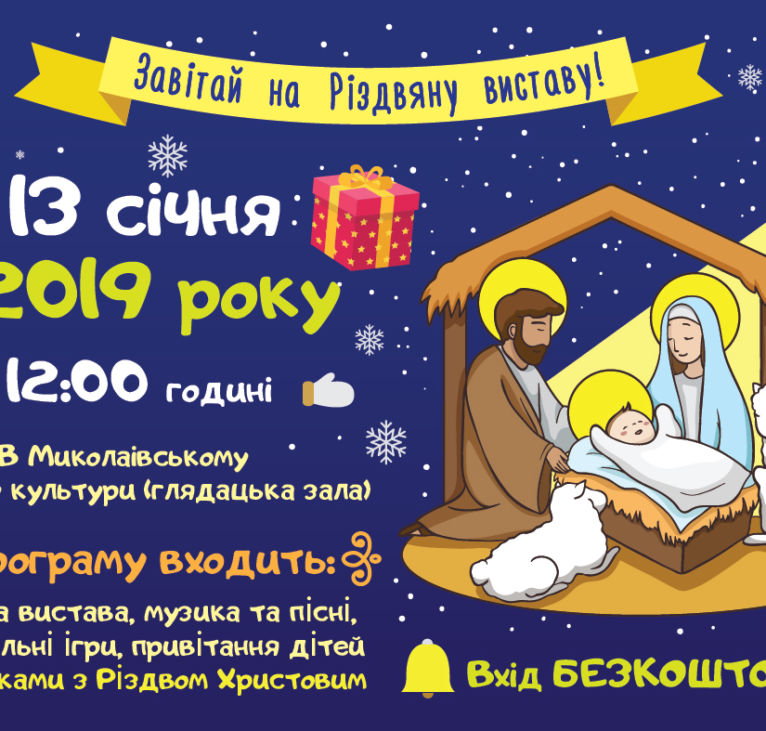 Завітай на Різдвяну виставу!
13 січня
2019 року
12:00 годині
В Миколаівському
культури (глядацька зала)
ограму входить:
а вистава, музика та пісні,
льні ігри, привітання дітей
ками з Різдвом Христовим
Вхід БЕЗКОШТО